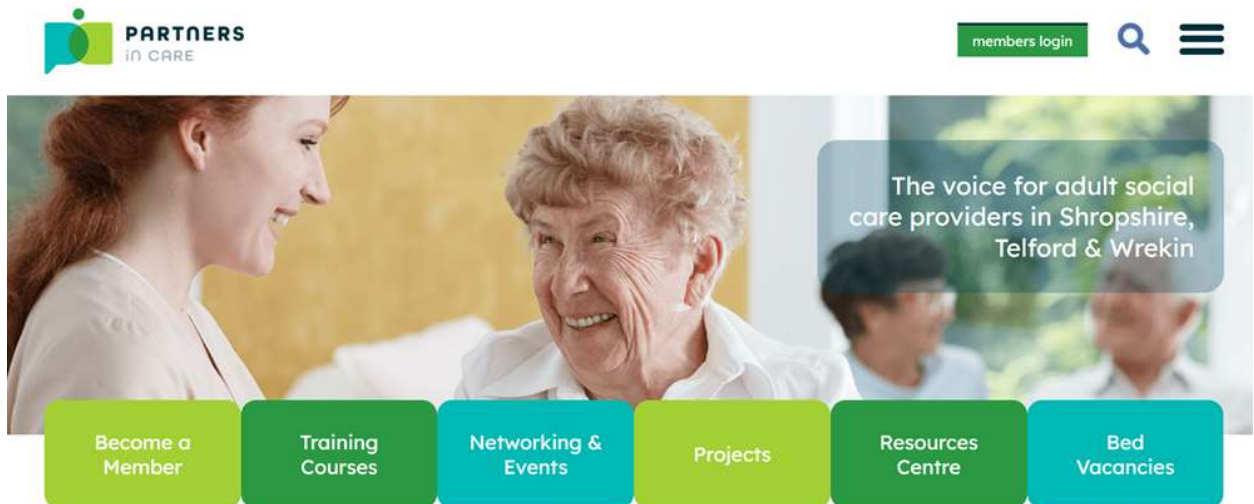 PARTNERS
in CARE
members login
The voice for adult social
care providers in Shropshire,
Telford & Wrekin
Become a
Member
Training
Courses
Networking &
Events
Projects
Resources
Centre
Bed
Vacancies